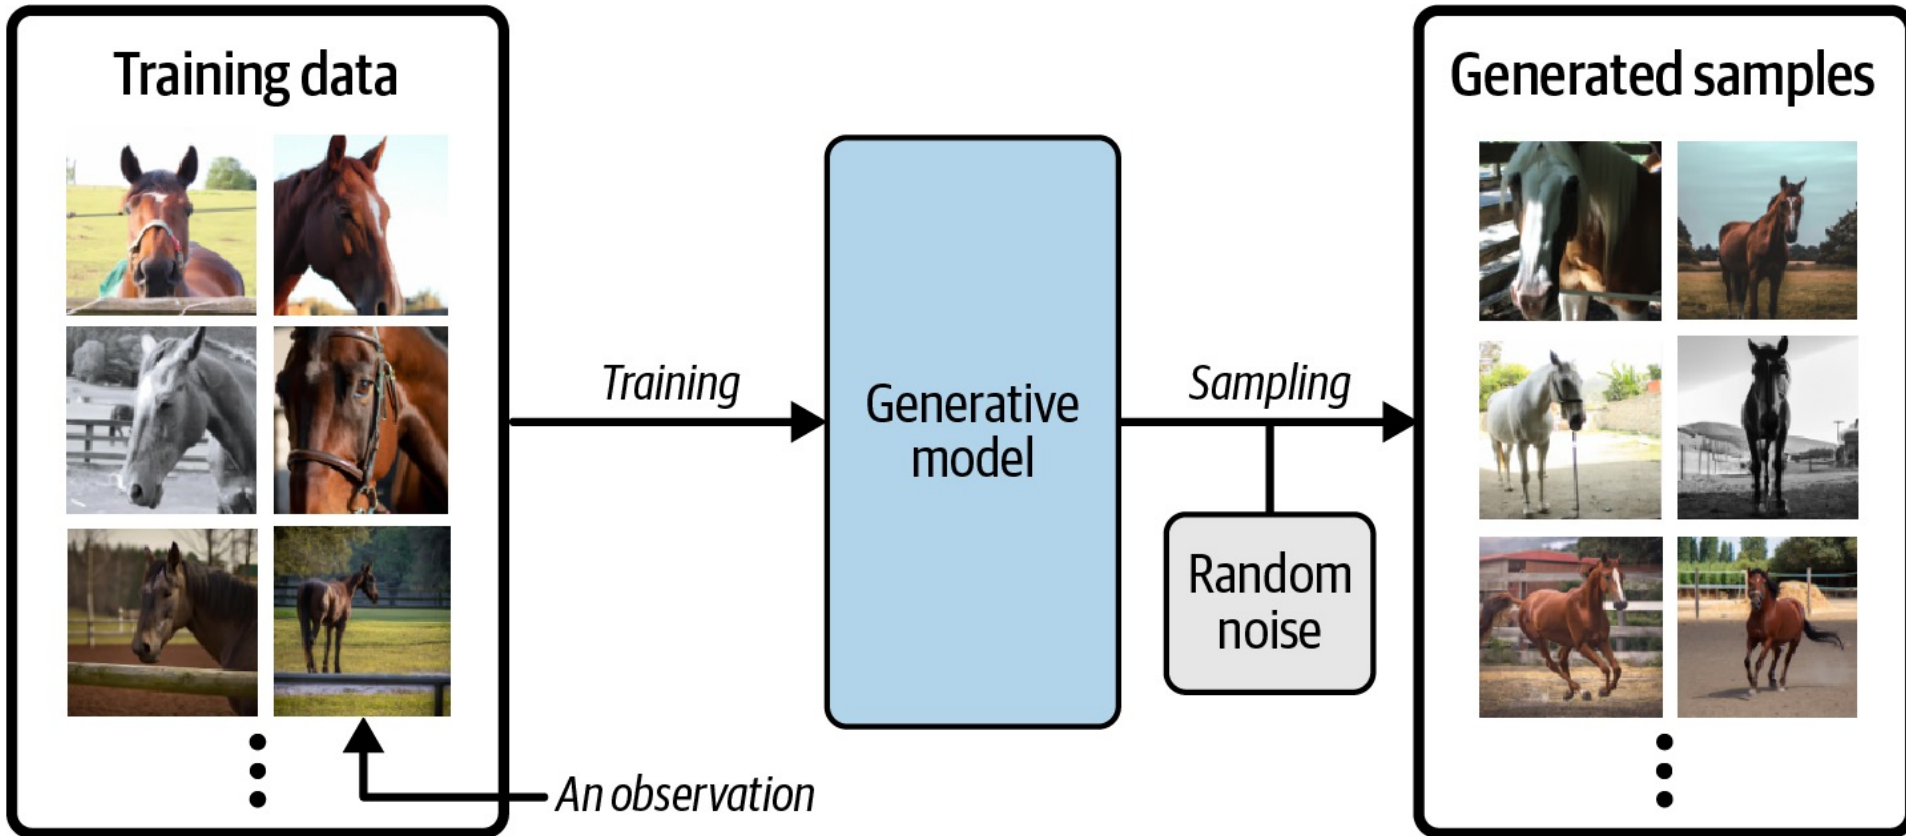 Training data
Generated samples
Training
Generative
model
Sampling
Random
noise
An observation